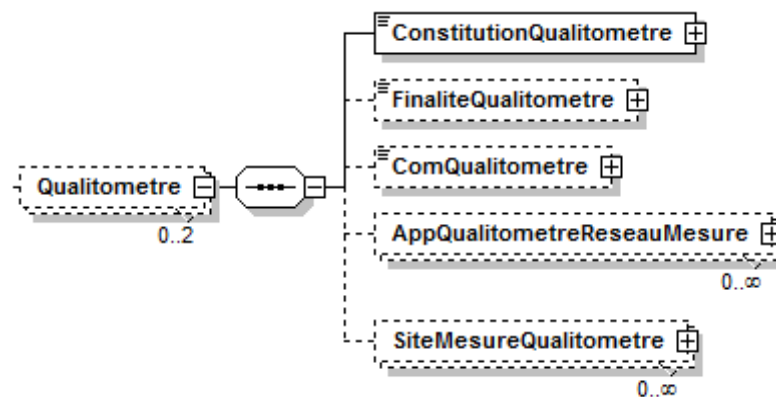 ConstitutionQualitometre
FinaliteQualitometre
Qualitometre
0..2
ComQualitometre
AppQualitometreReseauMesure
0..∞
SiteMesureQualitometre
0..∞